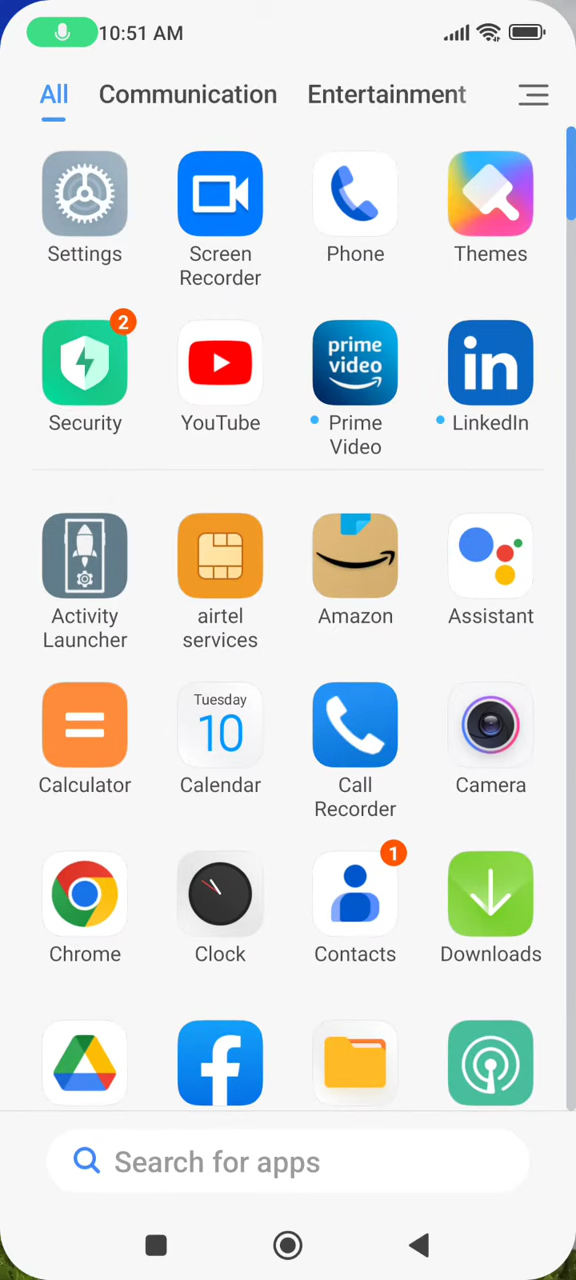 10:51 AM
All Communication Entertainment
Settings Screen Recorder Phone Themes
2
prime video
in
Security YouTube Prime Video LinkedIn
Activity Launcher airtel services Amazon Assistant
Tuesday
10
Calculator Calendar Call Recorder Camera
1
Chrome Clock Contacts Downloads
Search for apps